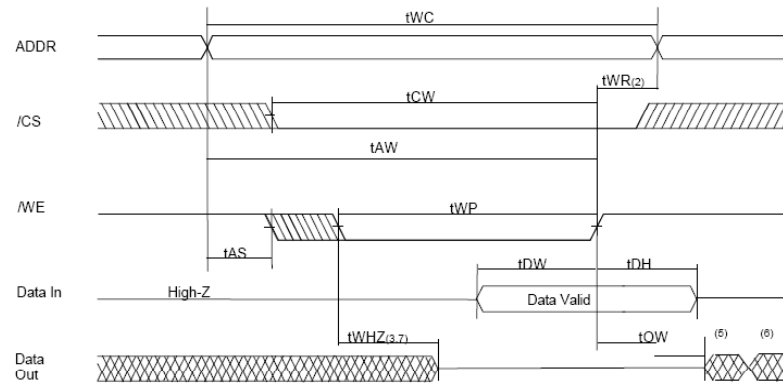 tWC
ADDR
tWR(2)
tCW
/CS
tAW
/WE
tWP
tAS
tDW
tDH
Data In
High-Z
Data Valid
tWHZ(3.7)
tOW
(5)
(6)
Data
Out